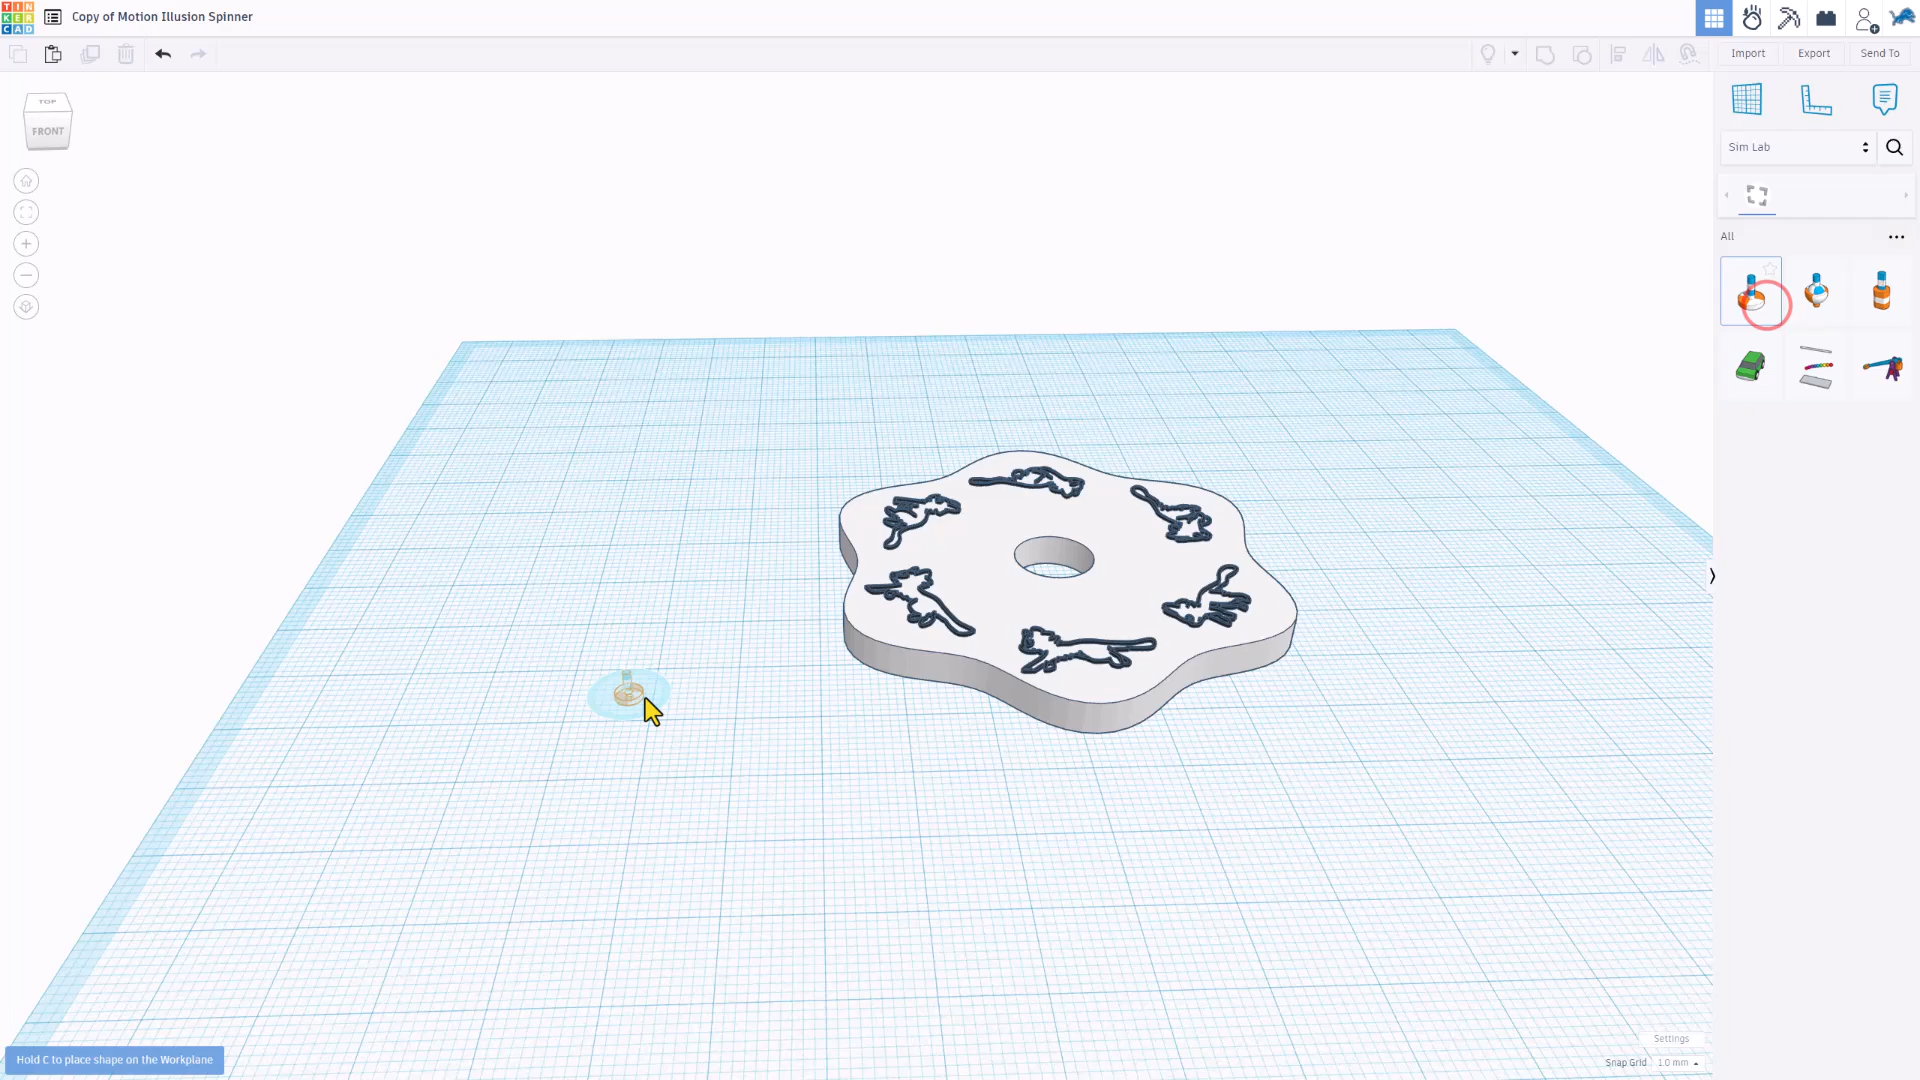 TIN
KER
CAD
Copy of Motion Illusion Spinner
Import
Export
Send To
TOP
FRONT
Sim Lab
All
Settings
Snap Grid 1.0 mm
Hold C to place shape on the Workplane